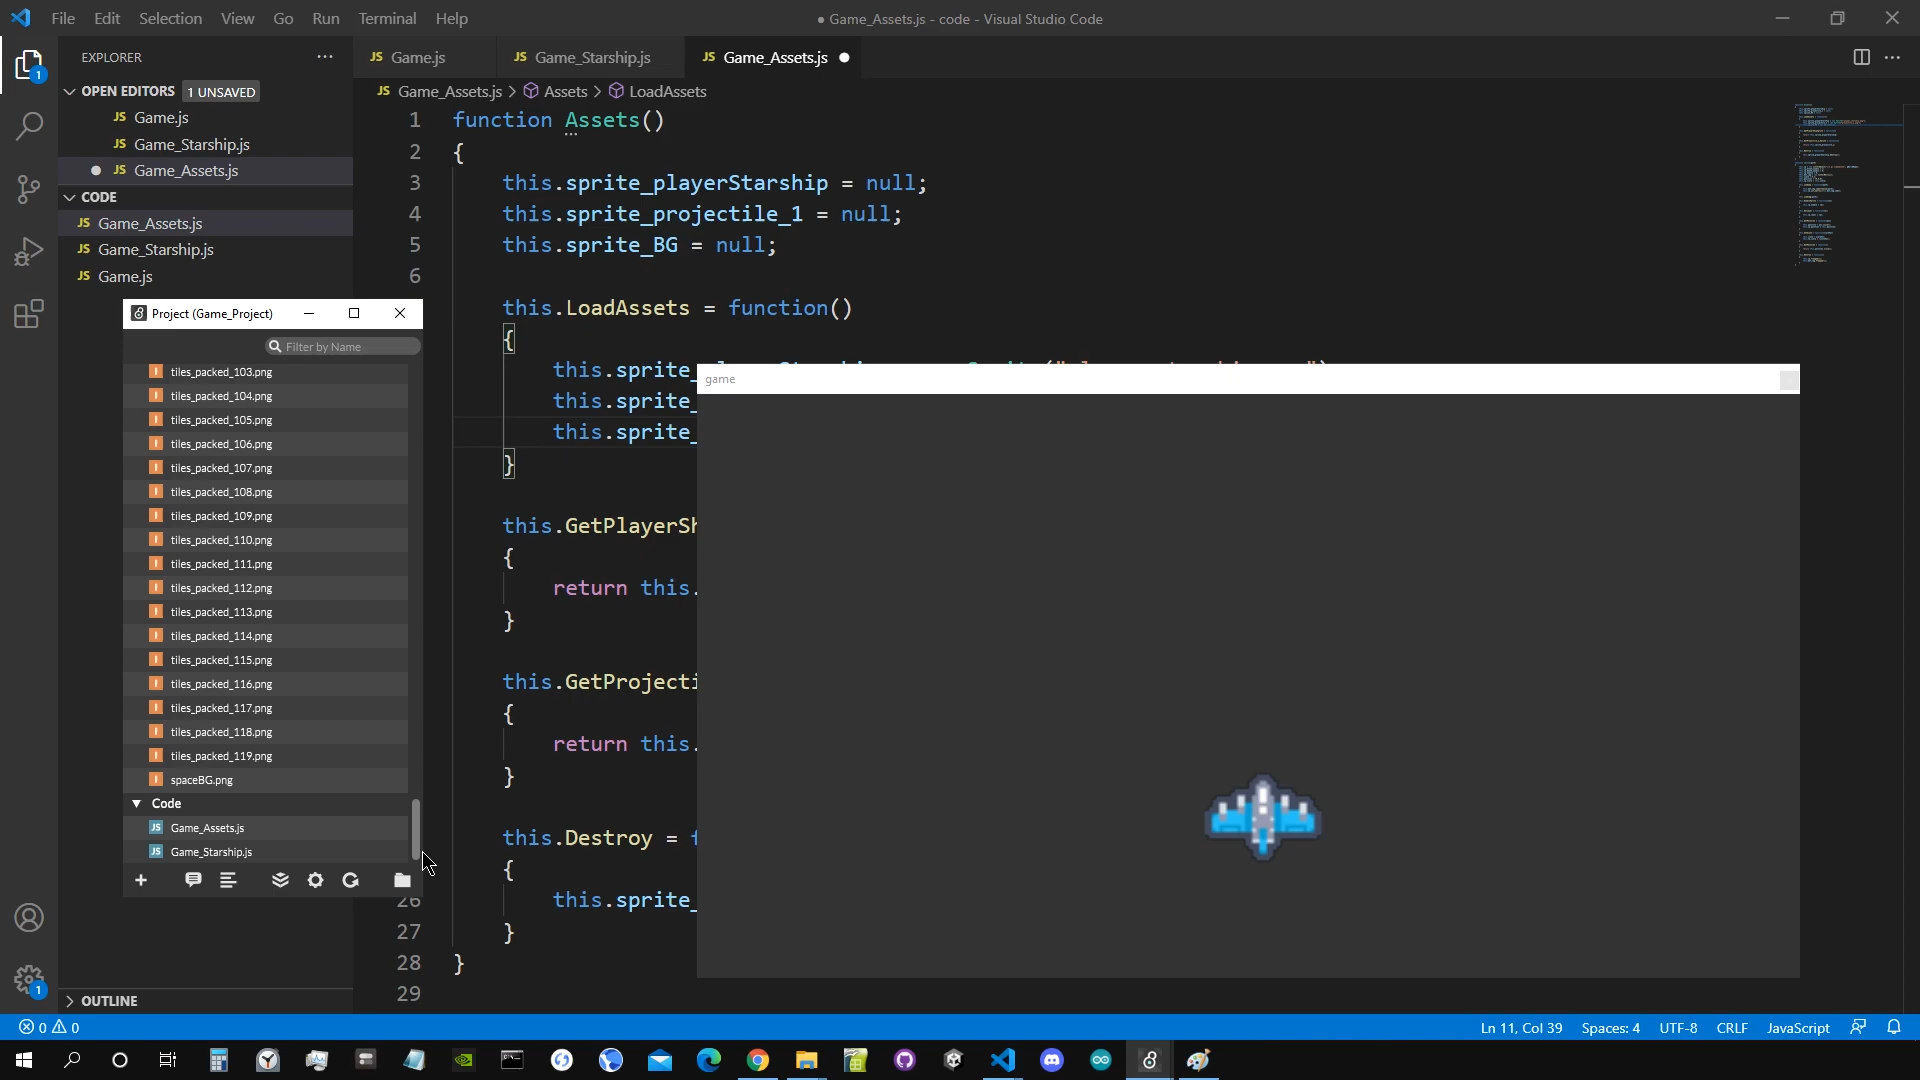 File Edit Selection View Go Run Terminal Help
● Game_Assets.js - code - Visual Studio Code
EXPLORER
JS Game.js
JS Game_Starship.js
JS Game_Assets.js
OPEN EDITORS 1 UNSAVED
JS Game.js
JS Game_Starship.js
JS Game_Assets.js
CODE
JS Game_Assets.js
JS Game_Starship.js
JS Game.js
JS Game_Assets.js > Assets > LoadAssets
1 function Assets()
2 {
3 this.sprite_playerStarship = null;
4 this.sprite_projectile_1 = null;
5 this.sprite_BG = null;
6
this.LoadAssets = function()
{
this.sprite_
this.sprite_
this.sprite_
}
this.GetPlayerSh
{
return this.
}
this.GetProjecti
{
return this.
}
this.Destroy = f
{
26 this.sprite_
27 }
28 }
29
Project (Game_Project)
Filter by Name
tiles_packed_103.png
tiles_packed_104.png
tiles_packed_105.png
tiles_packed_106.png
tiles_packed_107.png
tiles_packed_108.png
tiles_packed_109.png
tiles_packed_110.png
tiles_packed_111.png
tiles_packed_112.png
tiles_packed_113.png
tiles_packed_114.png
tiles_packed_115.png
tiles_packed_116.png
tiles_packed_117.png
tiles_packed_118.png
tiles_packed_119.png
spaceBG.png
Code
JS Game_Assets.js
JS Game_Starship.js
game
1
1
OUTLINE
0 0
Ln 11, Col 39 Spaces: 4 UTF-8 CRLF JavaScript